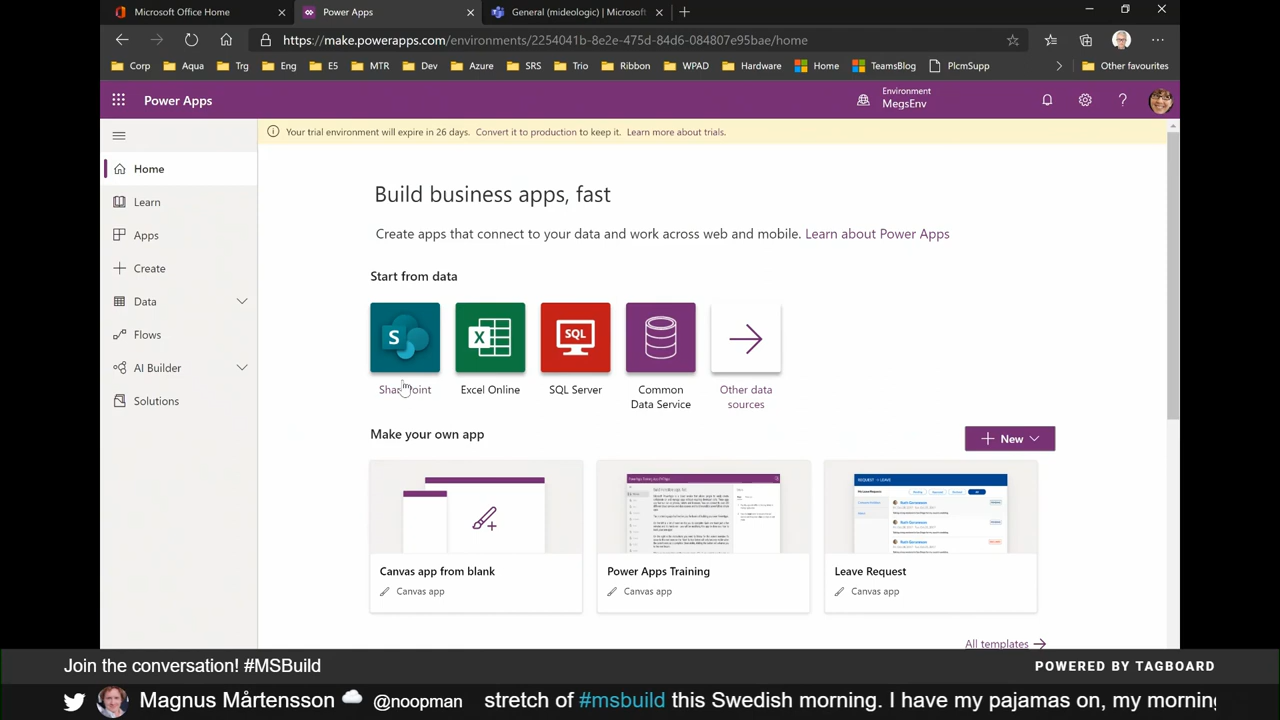 Microsoft Office Home
Power Apps
General (mideologic) | Microsoft
https://make.powerapps.com/environments/2254041b-8e2e-475d-84d6-084807e95bae/home
Corp Aqua Trg Eng E5 MTR Dev Azure SRS Trio Ribbon WPAD Hardware Home TeamsBlog PlcmSupp Other favourites
Power Apps
Environment
MegsEnv
Your trial environment will expire in 26 days. Convert it to production to keep it. Learn more about trials.
Home
Learn
Apps
Create
Data
Flows
AI Builder
Solutions
Build business apps, fast
Create apps that connect to your data and work across web and mobile. Learn about Power Apps
Start from data
S
X
SQL
SharePoint
Excel Online
SQL Server
Common
Data Service
Other data
sources
Make your own app
New
Canvas app from blank
Canvas app
Power Apps Training
Canvas app
Leave Request
Canvas app
All templates
Join the conversation! #MSBuild
POWERED BY TAGBOARD
Magnus Mårtensson @noopman stretch of #msbuild this Swedish morning. I have my pajamas on, my morning